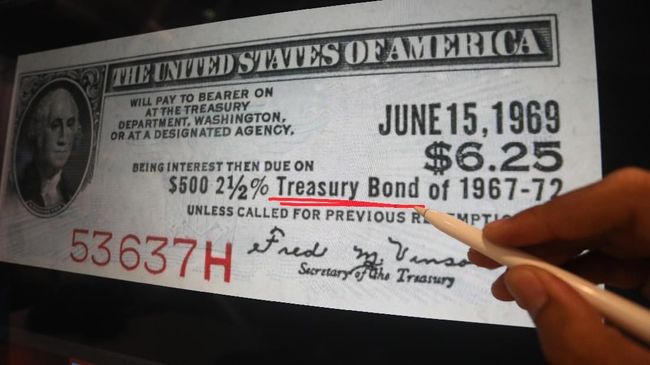 THE UNITED STATES OF AMERICA
WILL PAY TO BEARER ON
AT THE TREASURY
DEPARTMENT, WASHINGTON,
OR AT A DESIGNATED AGENCY,
JUNE 15, 1969
$6.25
BEING INTEREST THEN DUE ON
$500 2½% Treasury Bond of 1967-72
UNLESS CALLED FOR PREVIOUS
53637H
Fred M. Vinso
Secretary of the Treasury